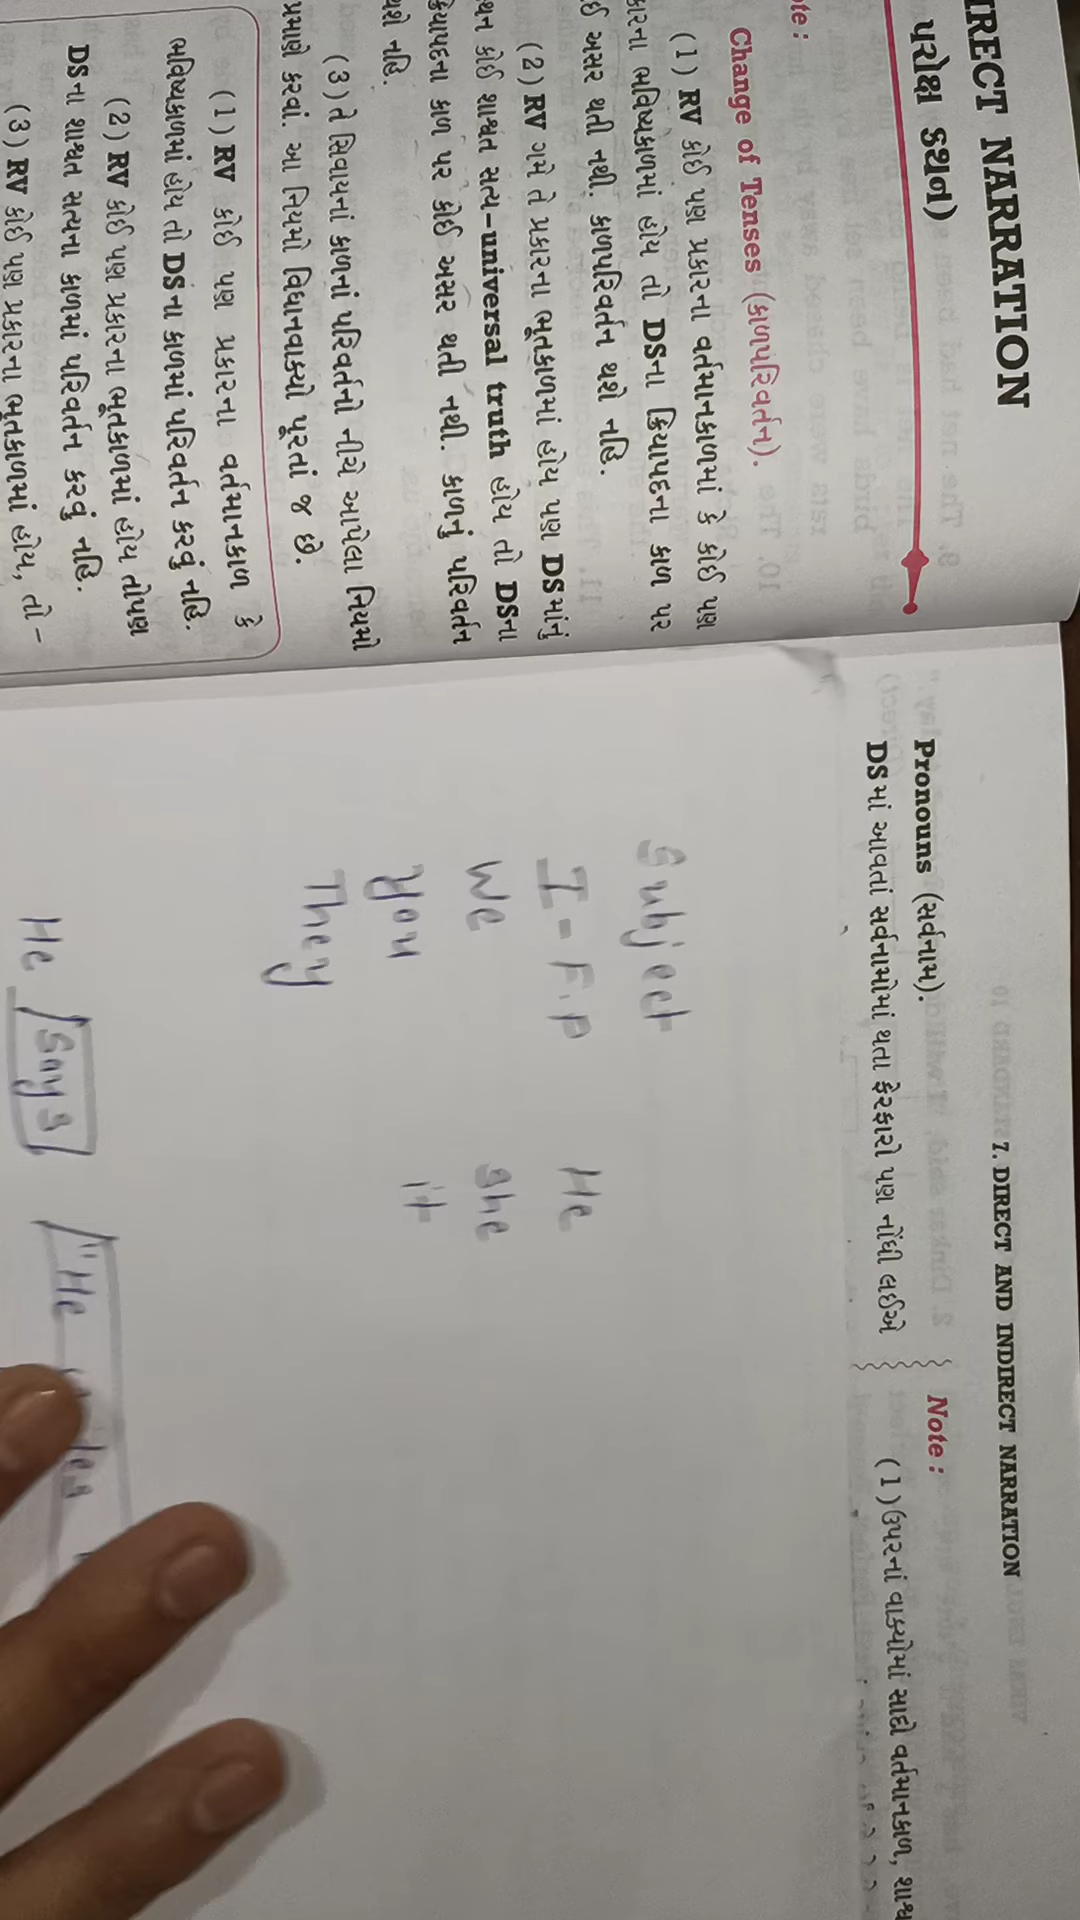 IRECT NARRATION
પરોક્ષ કથન)
ote :
Change of Tenses (કાળપરિવર્તન).
(1) RV કોઈ પણ પ્રકારના વર્તમાનકાળમાં કે કોઈ પણ
કારના ભવિષ્યકાળમાં હોય તો DSના ક્રિયાપદના કાળ પર
ઈ અસર થતી નથી. કાળપરિવર્તન થશે નહિ.
(2) RV ગમે તે પ્રકારના ભૂતકાળમાં હોય પણ DSમાંનું
થન કોઈ શાશ્વત સત્ય–universal truth હોય તો DSના
ક્રિયાપદના કાળ પર કોઈ અસર થતી નથી. કાળનું પરિવર્તન
થશે નહિ.
(3) તે સિવાયનાં કાળનાં પરિવર્તનો નીચે આપેલા નિયમો
પ્રમાણે કરવાં. આ નિયમો વિધાનવાક્યો પૂરતાં જ છે.
(1) RV કોઈ પણ પ્રકારના વર્તમાનકાળ કે
ભવિષ્યકાળમાં હોય તો DSના કાળમાં પરિવર્તન કરવું નહિ.
(2) RV કોઈ પણ પ્રકારના ભૂતકાળમાં હોય તોપણ
DSના શાશ્વત સત્યના કાળમાં પરિવર્તન કરવું નહિ.
(3) RV કોઈ પણ પ્રકારના ભૂતકાળમાં હોય, તો –
7. DIRECT AND INDIRECT NARRATION
Pronouns (સર્વનામ).
DSમાં આવતાં સર્વનામોમાં થતા ફેરફારો પણ નોંધી લઈએ
Subject
I - F.P He
We She
You it
They
He Says "He
Note :
(1) ઉપરનાં વાક્યોમાં સાદો વર્તમાનકાળ, શાશ્વ